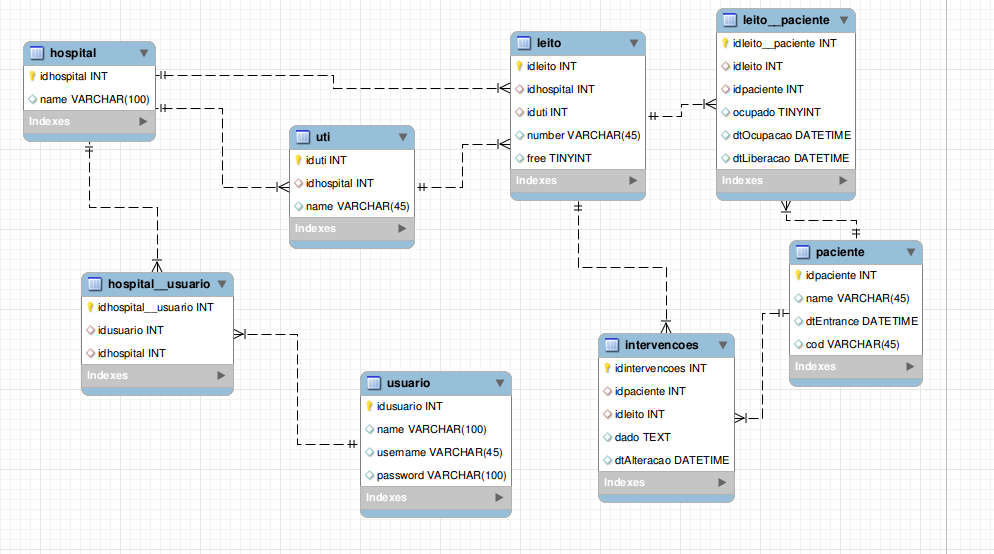 hospital
idhospital INT
name VARCHAR(100)
Indexes
uti
iduti INT
idhospital INT
name VARCHAR(45)
Indexes
leito
idleito INT
idhospital INT
iduti INT
number VARCHAR(45)
free TINYINT
Indexes
leito__paciente
idleito__paciente INT
idleito INT
idpaciente INT
ocupado TINYINT
dtOcupacao DATETIME
dtLiberacao DATETIME
Indexes
hospital__usuario
idhospital__usuario INT
idusuario INT
idhospital INT
Indexes
usuario
idusuario INT
name VARCHAR(100)
username VARCHAR(45)
password VARCHAR(100)
Indexes
intervencoes
idintervencoes INT
idpaciente INT
idleito INT
dado TEXT
dtAlteracao DATETIME
Indexes
paciente
idpaciente INT
name VARCHAR(45)
dtEntrance DATETIME
cod VARCHAR(45)
Indexes